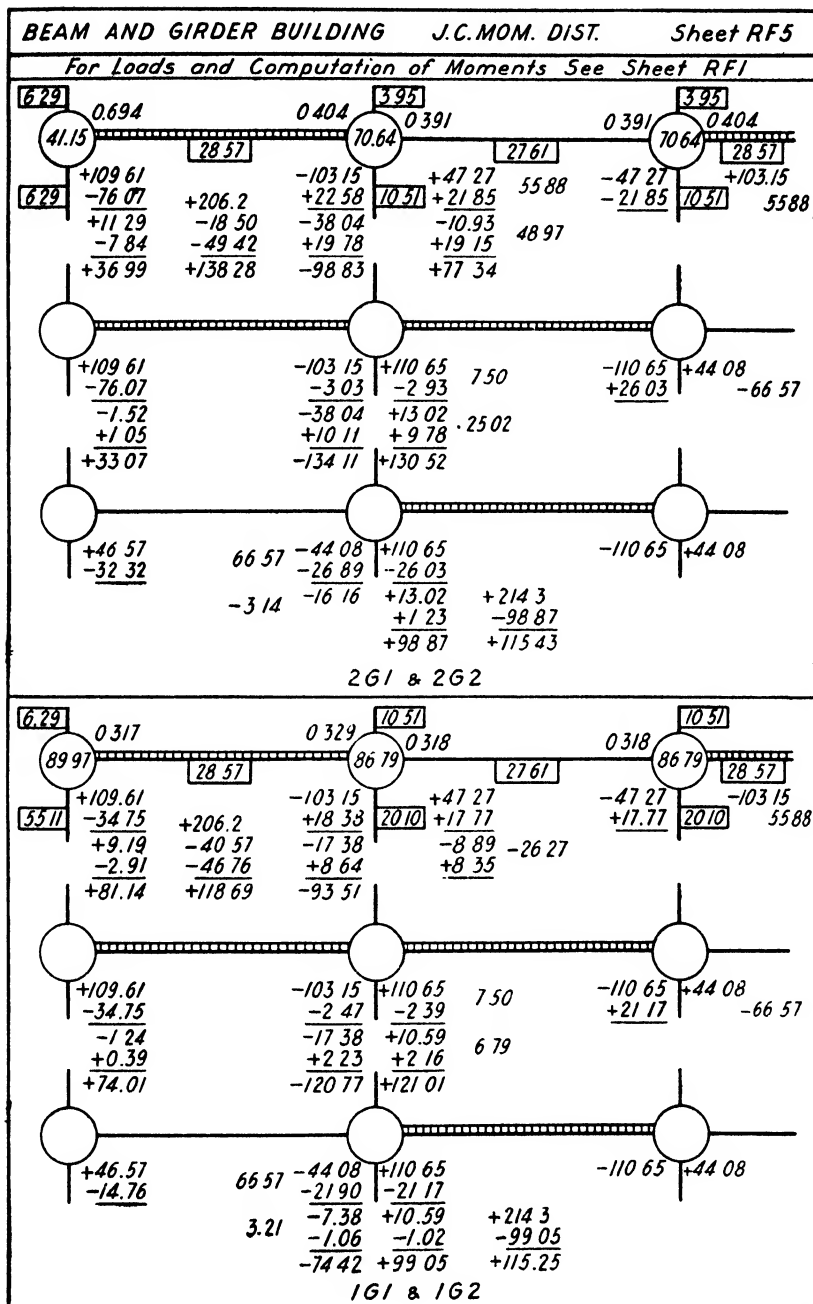 BEAM AND GIRDER BUILDING J.C. MOM. DIST. Sheet RF5
For Loads and Computation of Moments See Sheet RF1
6 29 3 95 3 95
0.694 0 404 0 391 0 391 0 404
41.15 70.64 70 64
28 57 27 61 28 57
+109 61 -103 15 +47 27 -47 27 +103.15
6 29 -76 07 +206.2 +22 58 10 51 +21 85 55 88 -21 85 10 51 55 88
+11 29 -18 50 -38 04 -10.93
-7 84 -49 42 +19 78 +19 15 48 97
+36 99 +138 28 -98 83 +77 34
+109 61 -103 15 +110 65 7 50 -110 65 +44 08
-76.07 -3 03 -2 93 +26 03 -66 57
-1.52 -38 04 +13 02
+1 05 +10 11 +9 78 .25 02
+33 07 -134 11 +130 52
+46 57 66 57 -44 08 +110 65 -110 65 +44 08
-32 32 -26 89 -26 03
-3 14 -16 16 +13.02 +214 3
+1 23 -98 87
+98 87 +115 43
2G1 & 2G2
6.29 10 51 10 51
0 317 0 329 0 318 0 318
89 97 86 79 86 79
28 57 27 61 28 57
+109.61 -103 15 +47 27 -47 27 -103 15
55 11 -34 75 +206.2 +18 38 20 10 +17 77 +17.77 20 10 55 88
+9.19 -40 57 -17 38 -8 89 -26 27
-2.91 -46 76 +8 64 +8 35
+81.14 +118 69 -93 51
+109.61 -103 15 +110 65 7 50 -110 65 +44 08
-34.75 -2 47 -2 39 +21 17 -66 57
-1 24 -17 38 +10.59
+0.39 +2 23 +2 16 6 79
+74.01 -120 77 +121 01
+46.57 66 57 -44 08 +110 65 -110 65 +44 08
-14.76 -21 90 -21 17
3.21 -7.38 +10.59 +214 3
-1.06 -1.02 -99 05
-74 42 +99 05 +115.25
1G1 & 1G2